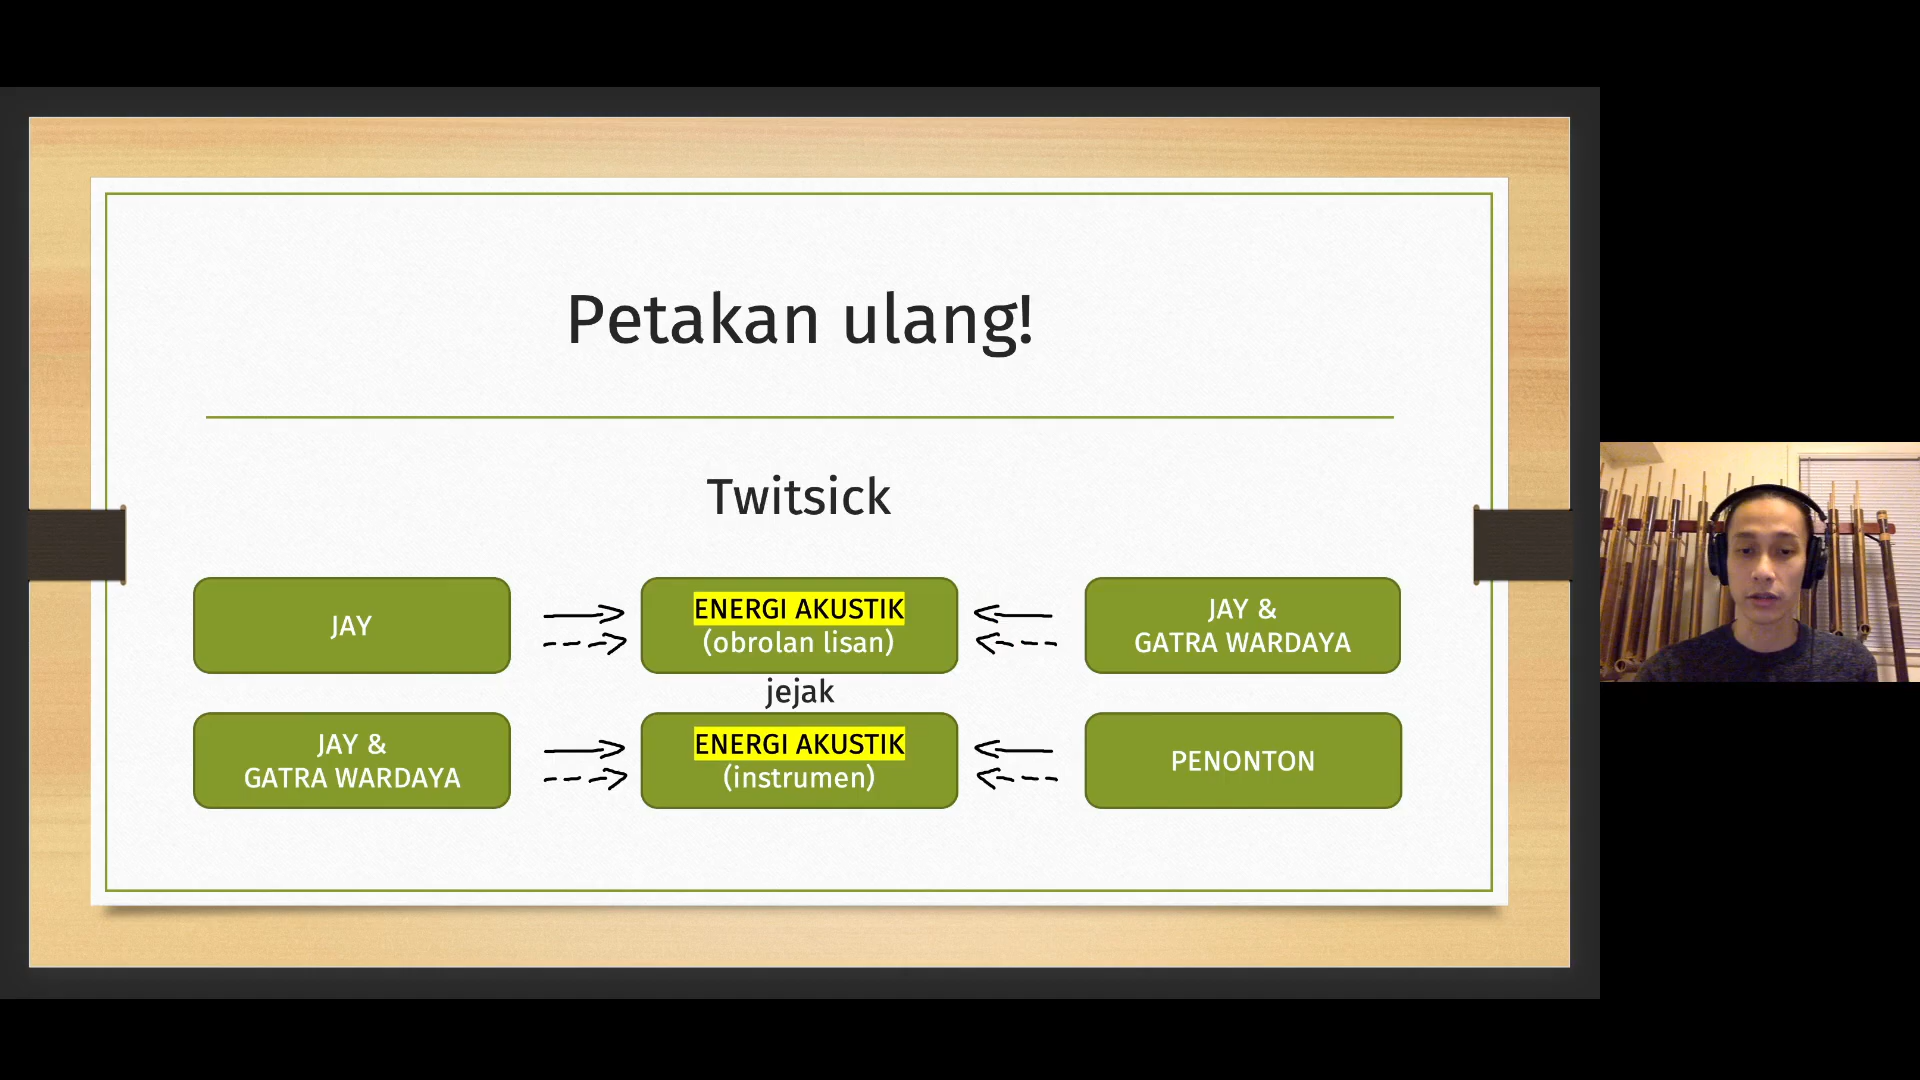 Petakan ulang!
Twitsick
JAY
ENERGI AKUSTIK
(obrolan lisan)
JAY &
GATRA WARDAYA
jejak
JAY &
GATRA WARDAYA
ENERGI AKUSTIK
(instrumen)
PENONTON